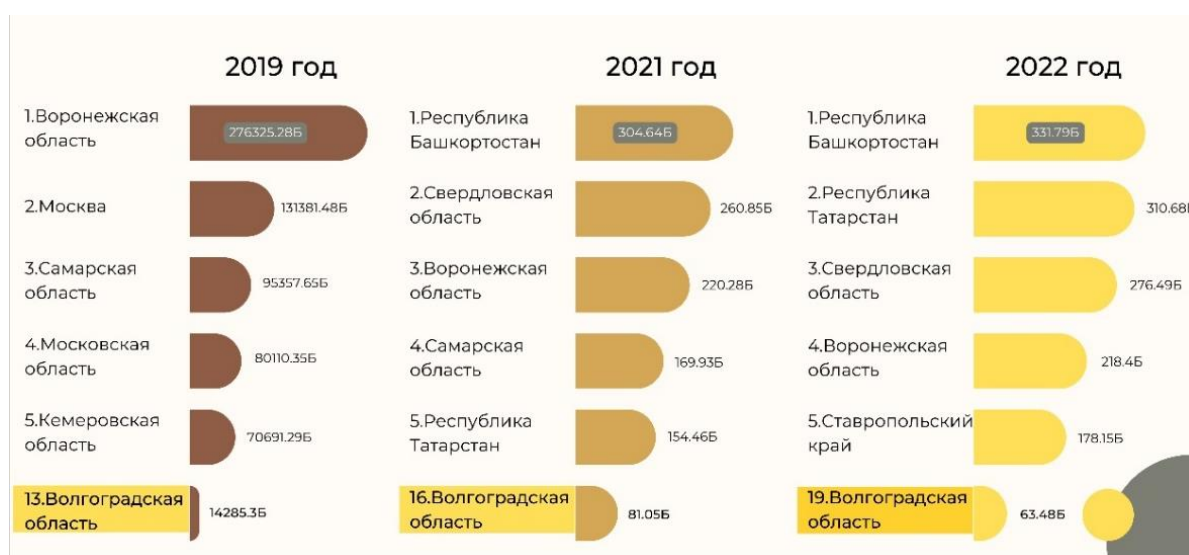 2019 год
1.Воронежская
область
276325.28Б
2.Москва
131381.48Б
3.Самарская
область
95357.65Б
4.Московская
область
80110.35Б
5.Кемеровская
область
70691.29Б
13.Волгоградская
область
14285.3Б
2021 год
1.Республика
Башкортостан
304.64Б
2.Свердловская
область
260.85Б
3.Воронежская
область
220.28Б
4.Самарская
область
169.93Б
5.Республика
Татарстан
154.46Б
16.Волгоградская
область
81.05Б
2022 год
1.Республика
Башкортостан
331.79Б
2.Республика
Татарстан
310.68Б
3.Свердловская
область
276.49Б
4.Воронежская
область
218.4Б
5.Ставропольский
край
178.15Б
19.Волгоградская
область
63.48Б